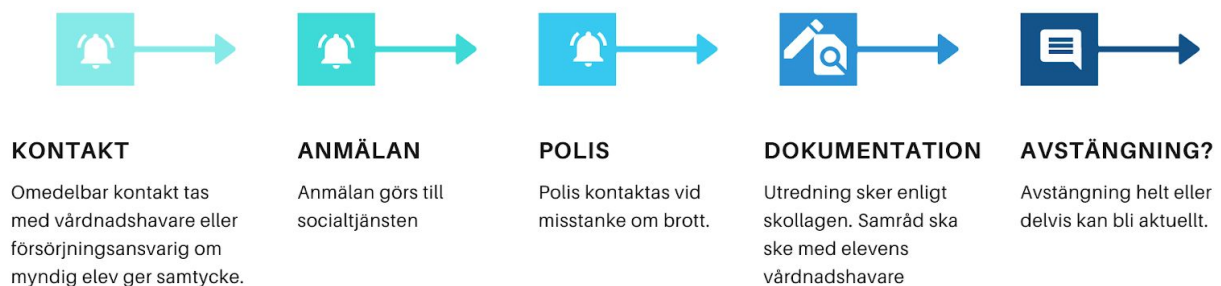 KONTAKT
Omedelbar kontakt tas
med vårdnadshavare eller
försörjningsansvarig om
myndig elev ger samtycke.
ANMÄLAN
Anmälan görs till
socialtjänsten
POLIS
Polis kontaktas vid
misstanke om brott.
DOKUMENTATION
Utredning sker enligt
skollagen. Samråd ska
ske med elevens
vårdnadshavare
AVSTÄNGNING?
Avstängning helt eller
delvis kan bli aktuellt.